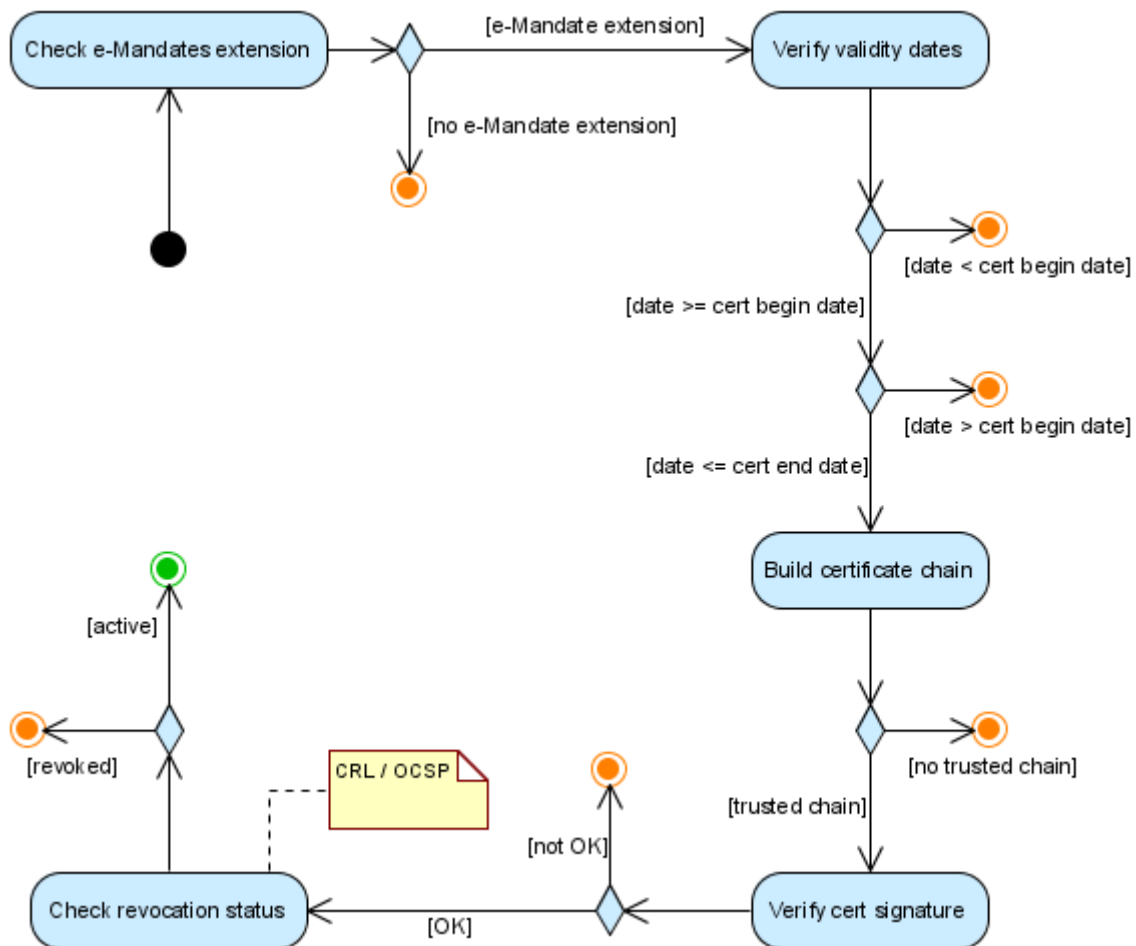 [e-Mandate extension]
Check e-Mandates extension
Verify validity dates
[no e-Mandate extension]
[date < cert begin date]
[date >= cert begin date]
[date > cert begin date]
[date <= cert end date]
Build certificate chain
[active]
[revoked]
CRL / OCSP
[no trusted chain]
[trusted chain]
[not OK]
Check revocation status
[OK]
Verify cert signature